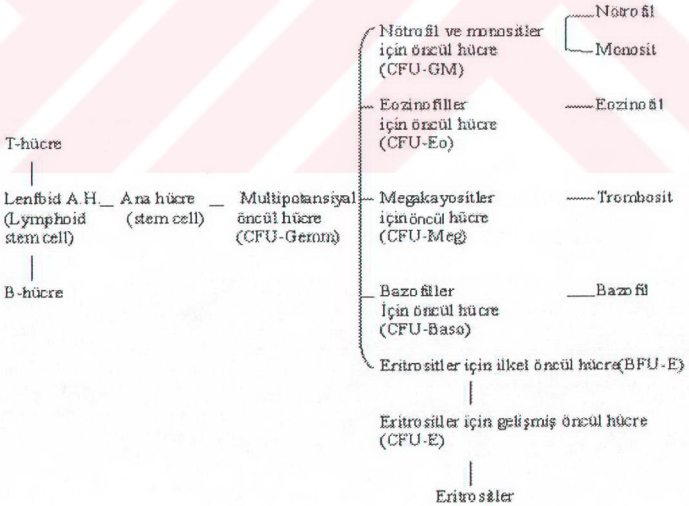 Nötrofil ve monositler
için öncül hücre
(CFU-GM)
Nötrofil
Monosit
Eozinofiller
için öncül hücre
(CFU-Eo)
Eozinofil
T-hücre
Lenfoid A.H.
(Lymphoid
stem cell)
B-hücre
Ana hücre
(stem cell)
Multipotansiyal
öncül hücre
(CFU-Gemm)
Megakayositler
için öncül hücre
(CFU-Meg)
Trombosit
Bazofiller
İçin öncül hücre
(CFU-Baso)
Bazofil
Eritrositler için ilkel öncül hücre(BFU-E)
Eritrositler için gelişmiş öncül hücre
(CFU-E)
Eritrositler